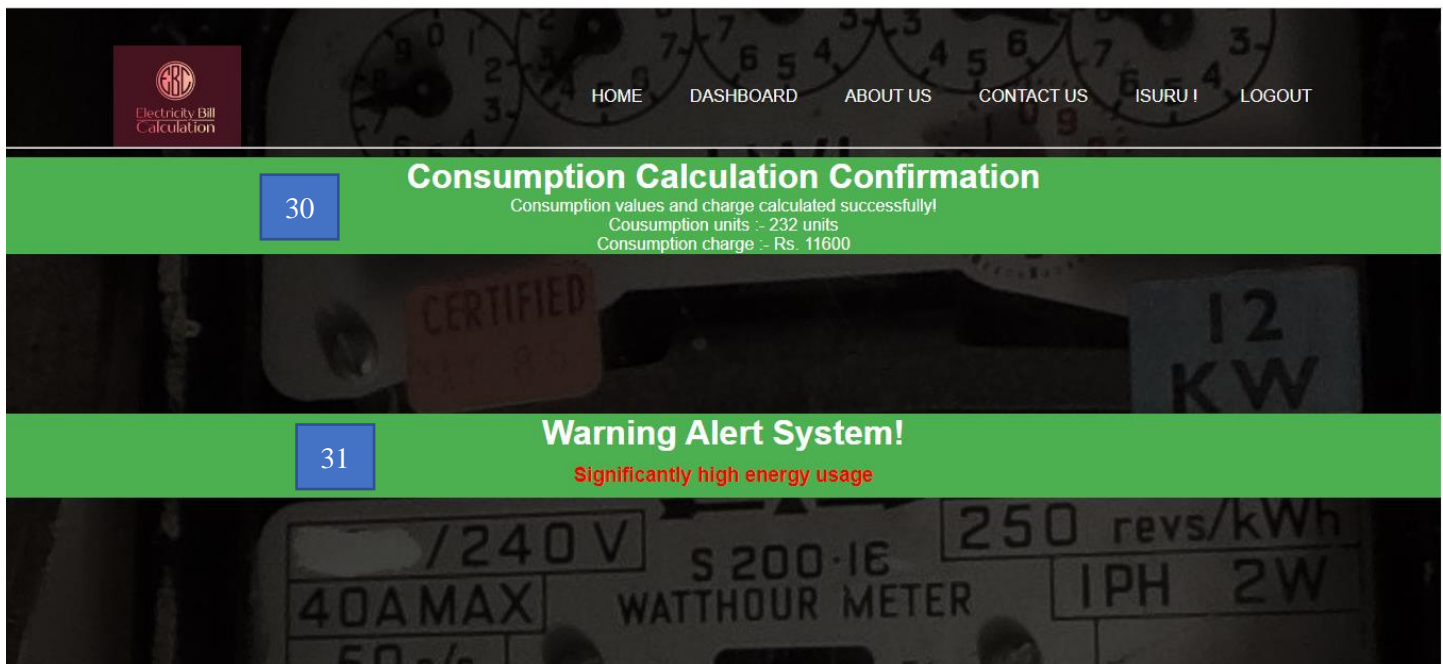 EBC
Electricity Bill
Calculation
HOME DASHBOARD ABOUT US CONTACT US ISURU ! LOGOUT
30
Consumption Calculation Confirmation
Consumption values and charge calculated successfully!
Cousumption units :- 232 units
Consumption charge :- Rs. 11600
CERTIFIED
12
KW
31
Warning Alert System!
Significantly high energy usage
/240 V
250 revs/kWh
S 200·IE
40A MAX
WATTHOUR METER
1PH 2W